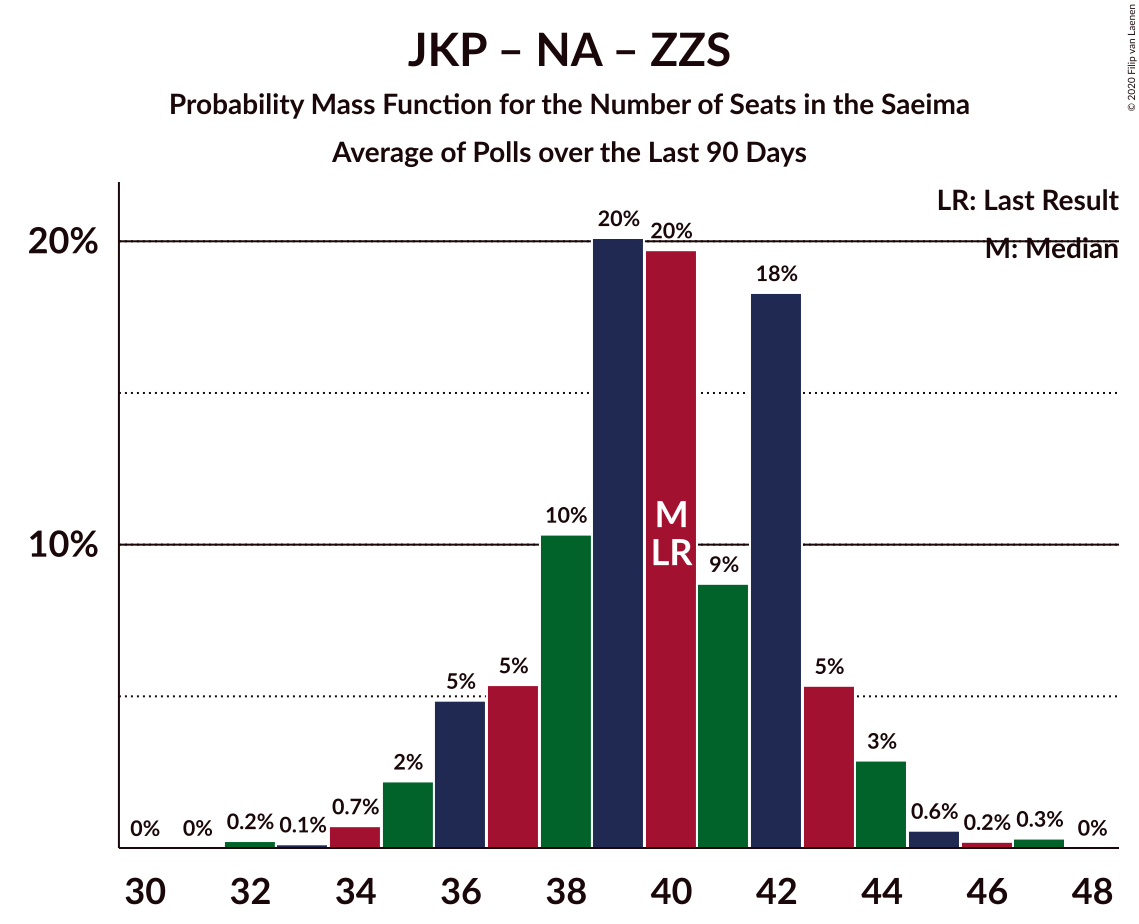 JKP – NA – ZZS
Probability Mass Function for the Number of Seats in the Saeima
Average of Polls over the Last 90 Days
© 2020 Filip van Laenen
LR: Last Result
M: Median
20%
10%
0%
0%
0.2%
0.1%
0.7%
2%
5%
5%
10%
20%
20%
9%
18%
5%
3%
0.6%
0.2%
0.3%
0%
M
LR
30 32 34 36 38 40 42 44 46 48